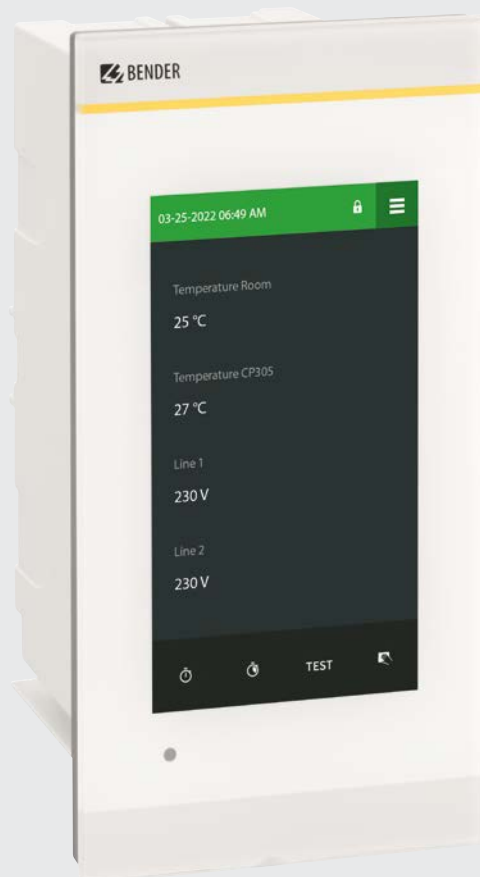 BENDER
03-25-2022 06:49 AM
Temperature Room
25 °C
Temperature CP305
27 °C
Line 1
230 V
Line 2
230 V
TEST